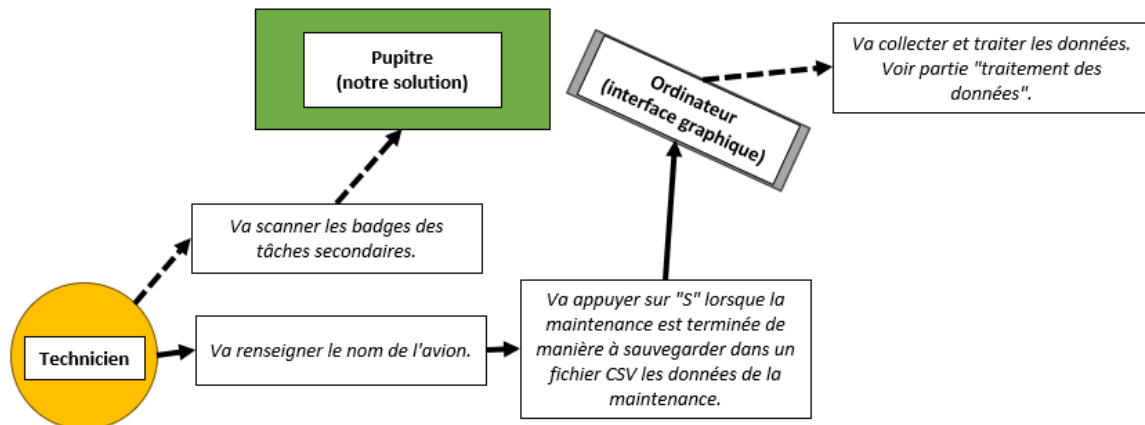 Pupitre
(notre solution)
Ordinateur
(interface graphique)
Va collecter et traiter les données.
Voir partie "traitement des
données".
Va scanner les badges des
tâches secondaires.
Technicien
Va renseigner le nom de l'avion.
Va appuyer sur "S" lorsque la
maintenance est terminée de
manière à sauvegarder dans un
fichier CSV les données de la
maintenance.